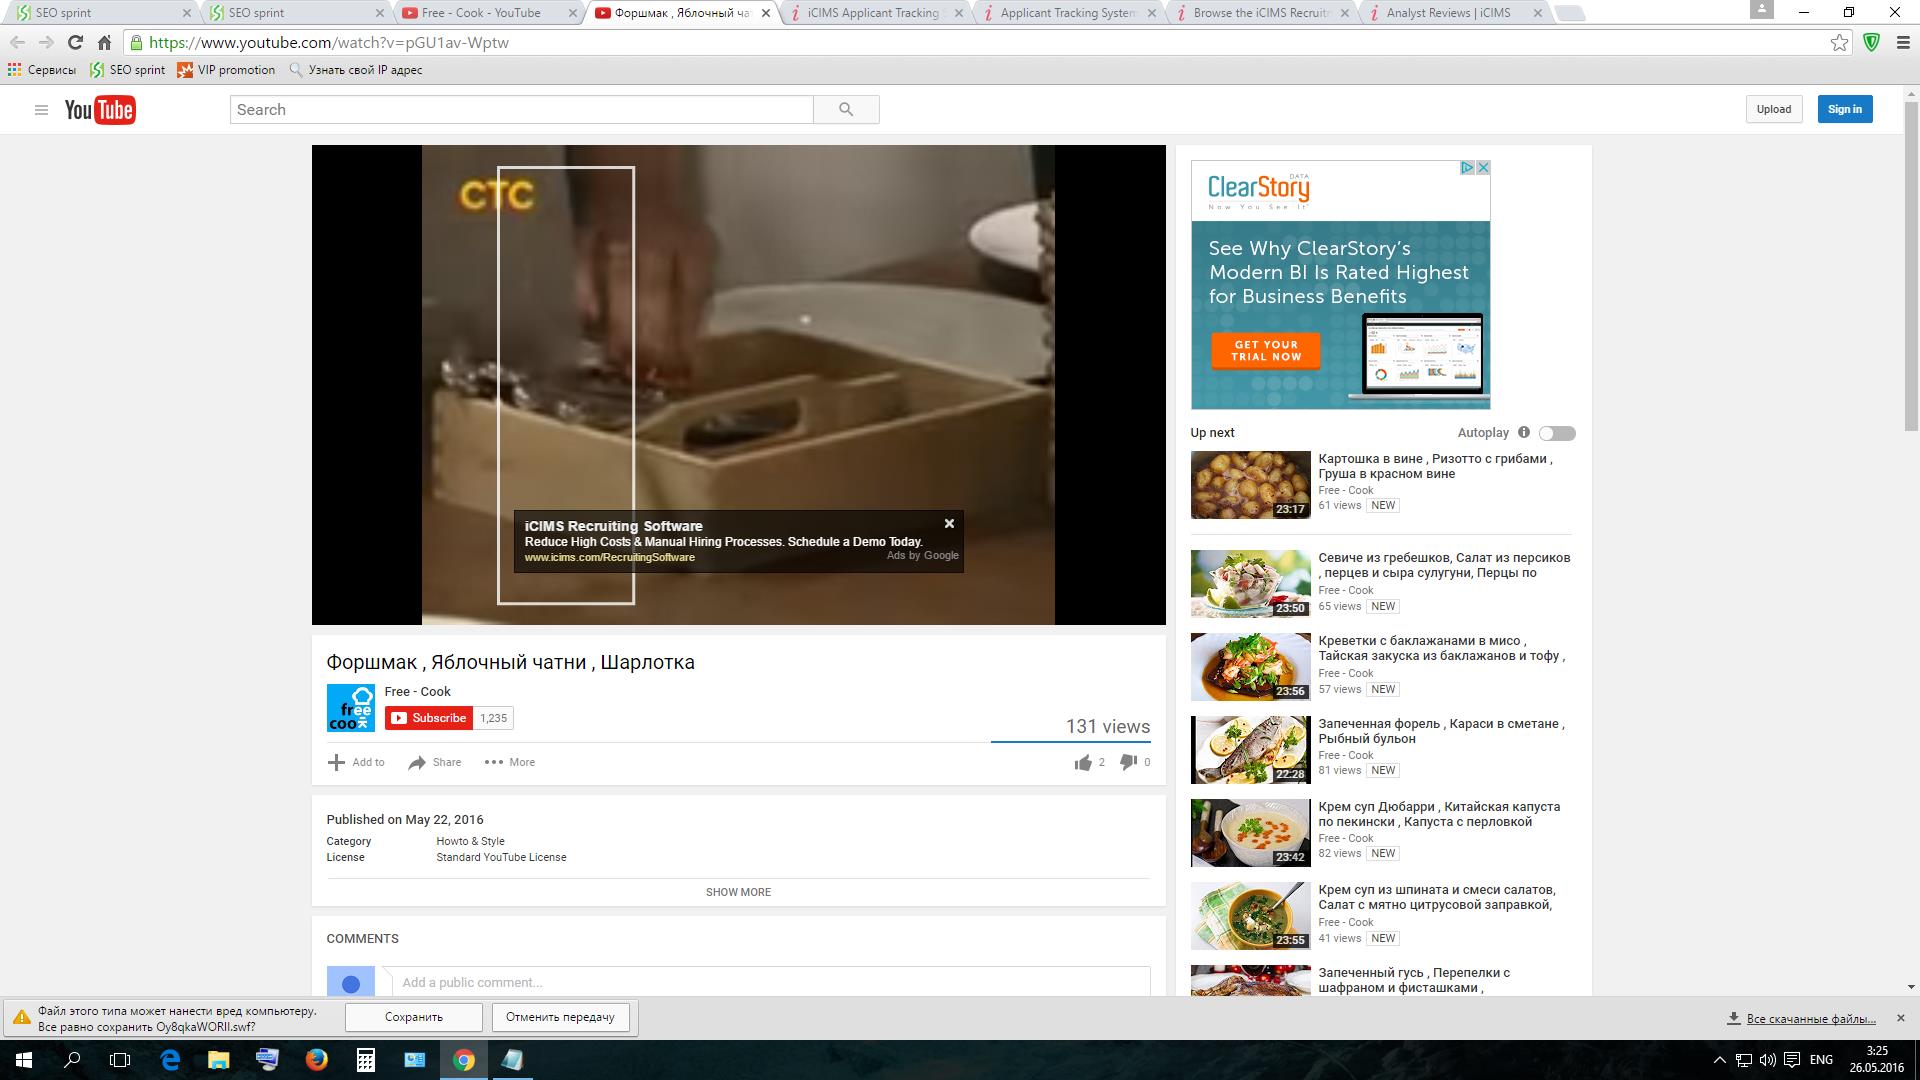 SEO sprint
SEO sprint
Free - Cook - YouTube
Форшмак , Яблочный ча
iCIMS Applicant Tracking
Applicant Tracking System
Browse the iCIMS Recruit
Analyst Reviews | iCIMS
https://www.youtube.com/watch?v=pGU1av-Wptw
Сервисы
SEO sprint
VIP promotion
Узнать свой IP адрес
YouTube
Search
Upload
Sign in
СТС
iCIMS Recruiting Software
Reduce High Costs & Manual Hiring Processes. Schedule a Demo Today.
www.icims.com/RecruitingSoftware
Ads by Google
Форшмак , Яблочный чатни , Шарлотка
free cook
Free - Cook
Subscribe
1,235
131 views
Add to
Share
More
2
0
Published on May 22, 2016
Category Howto & Style
License Standard YouTube License
SHOW MORE
COMMENTS
Add a public comment...
ClearStory
DATA
Now You See It
See Why ClearStory's
Modern BI Is Rated Highest
for Business Benefits
GET YOUR
TRIAL NOW
Up next
Autoplay
23:17
Картошка в вине , Ризотто с грибами ,
Груша в красном вине
Free - Cook
61 views NEW
23:50
Севиче из гребешков, Салат из персиков
, перцев и сыра сулугуни, Перцы по
Free - Cook
65 views NEW
23:56
Креветки с баклажанами в мисо ,
Тайская закуска из баклажанов и тофу ,
Free - Cook
57 views NEW
22:28
Запеченная форель , Караси в сметане ,
Рыбный бульон
Free - Cook
81 views NEW
23:42
Крем суп Дюбарри , Китайская капуста
по пекински , Капуста с перловкой
Free - Cook
82 views NEW
23:55
Крем суп из шпината и смеси салатов,
Салат с мятно цитрусовой заправкой,
Free - Cook
41 views NEW
Запеченный гусь , Перепелки с
шафраном и фисташками ,
Файл этого типа может нанести вред компьютеру.
Все равно сохранить Oy8qkaWORII.swf?
Сохранить
Отменить передачу
Все скачанные файлы...
ENG
3:25
26.05.2016